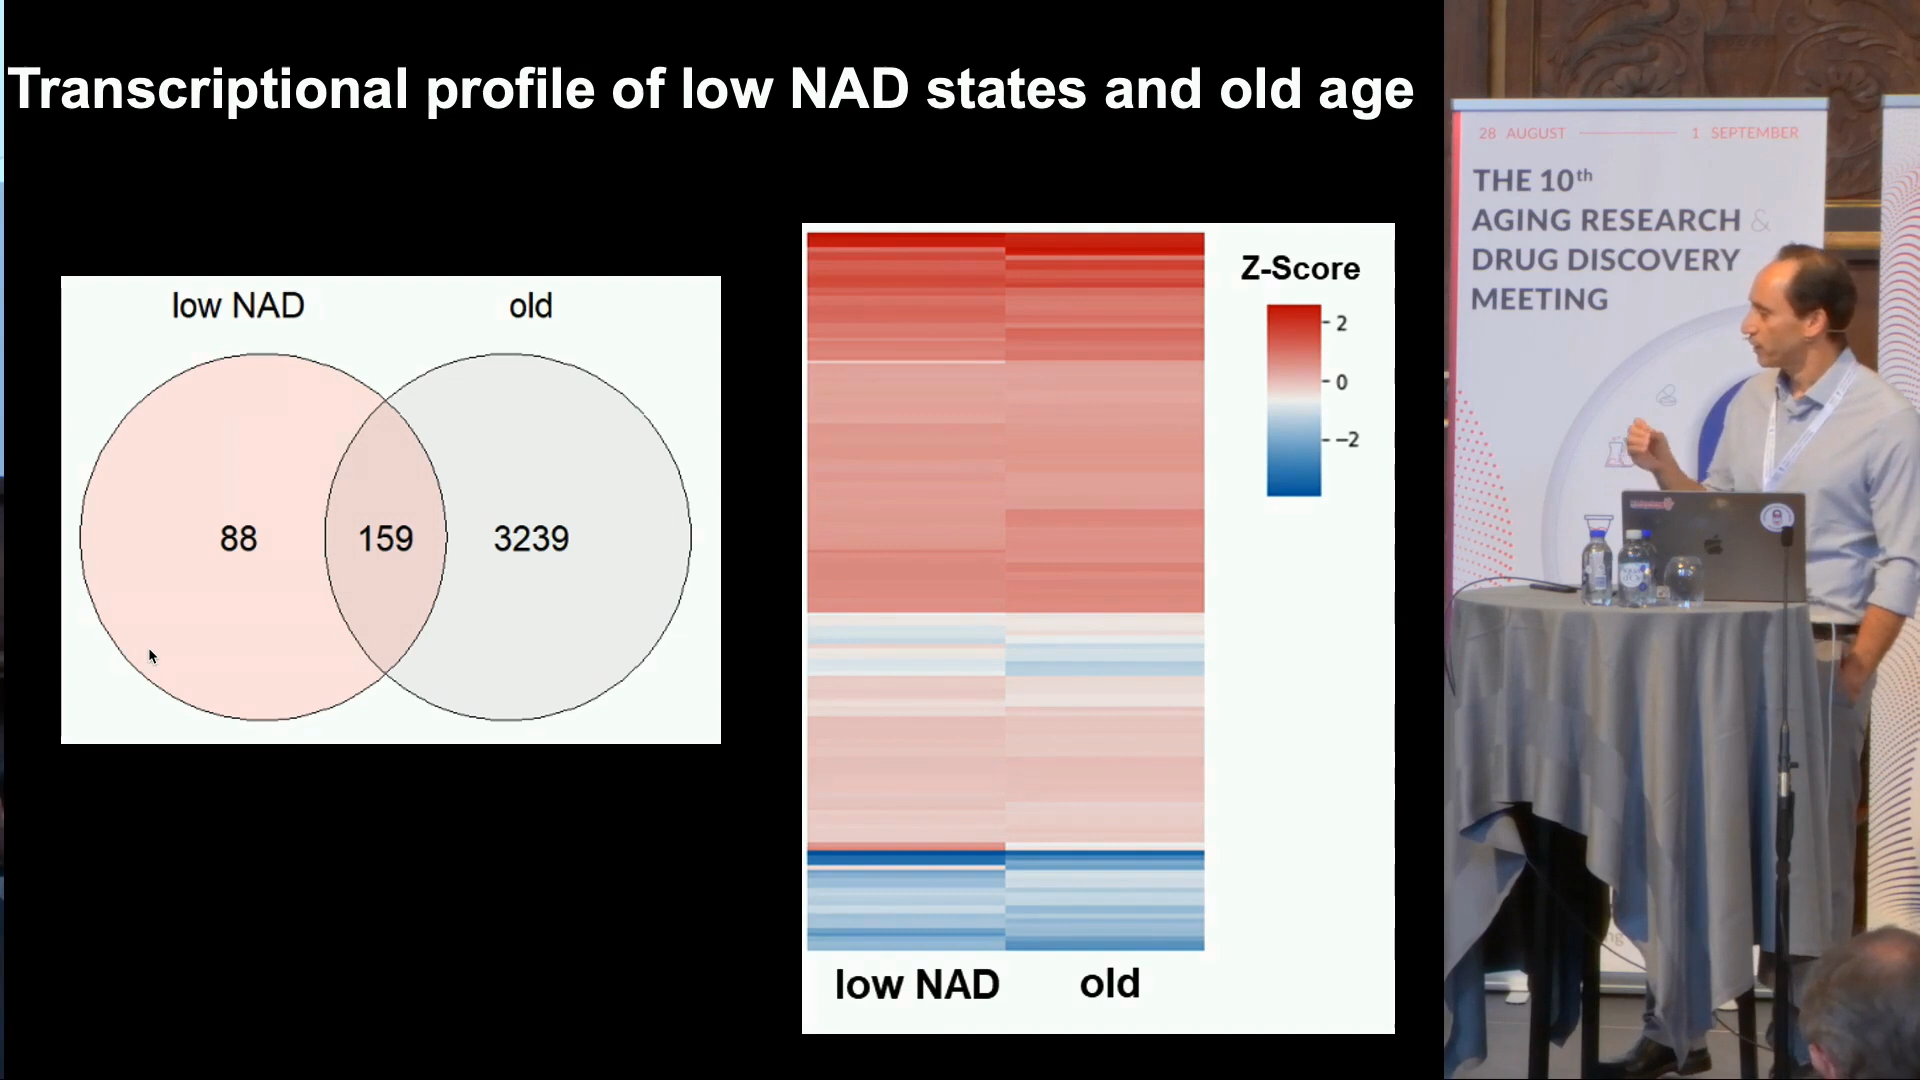 Transcriptional profile of low NAD states and old age
low NAD old
88 159 3239
Z-Score
2
0
−2
low NAD old
28 AUGUST 1 SEPTEMBER
THE 10th
AGING RESEARCH &
DRUG DISCOVERY
MEETING